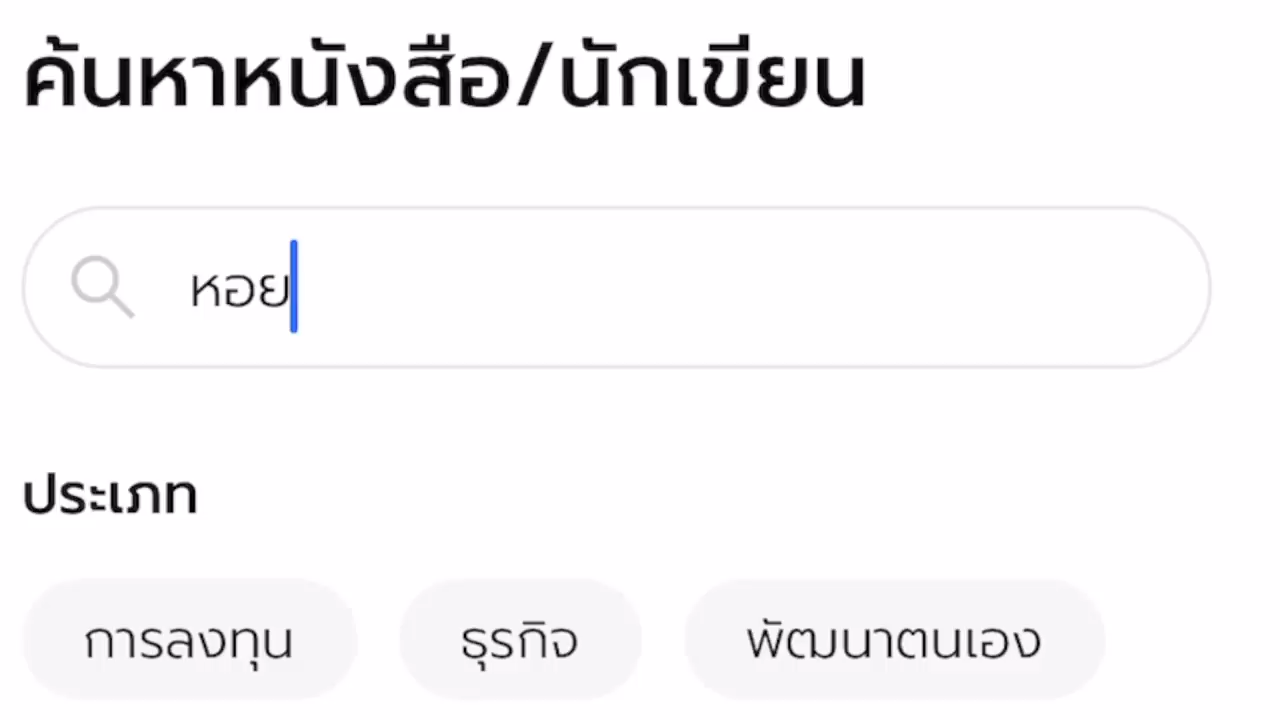 ค้นหาหนังสือ/นักเขียน
หอย
ประเภท
การลงทุน ธุรกิจ พัฒนาตนเอง